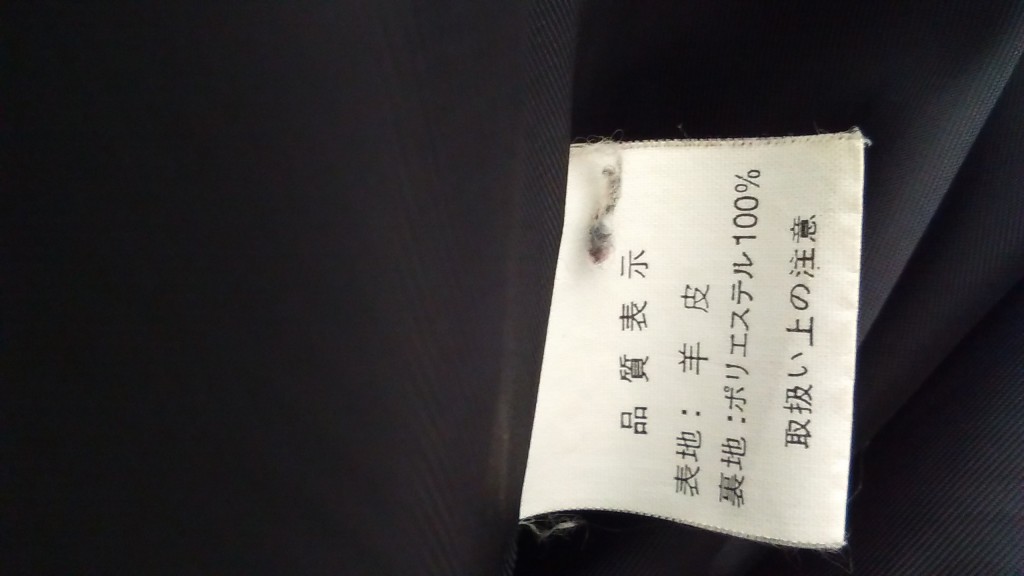 品質表示
表地：羊皮
裏地：ポリエステル100%
取扱い上の注意